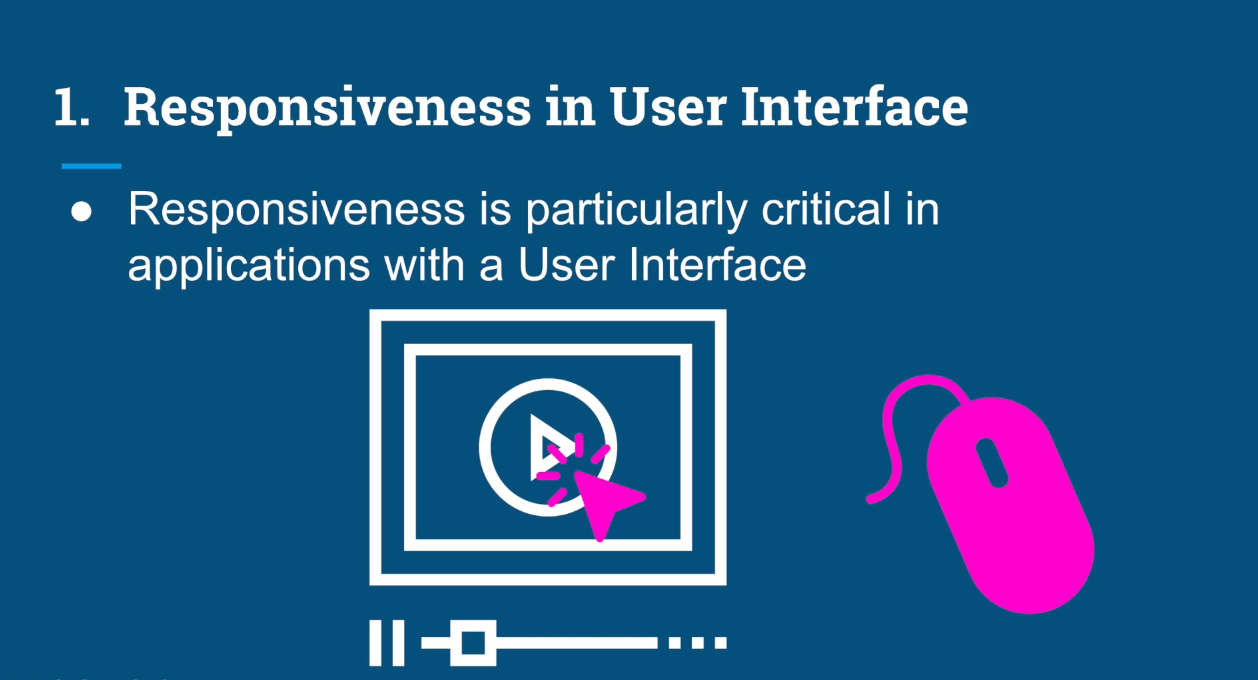 1. Responsiveness in User Interface
● Responsiveness is particularly critical in
applications with a User Interface